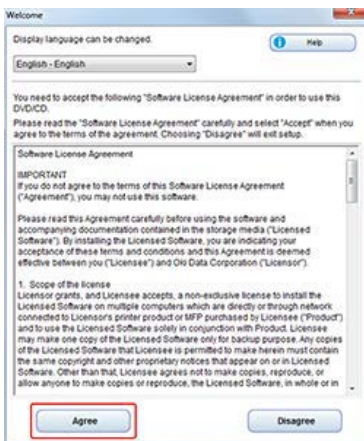 Welcome
Display language can be changed.
Help
English - English
You need to accept the following "Software License Agreement" in order to use this
DVD/CD.
Please read the "Software License Agreement" carefully and select "Accept" when you
agree to the terms of the agreement. Choosing "Disagree" will exit setup.
Software License Agreement
IMPORTANT
If you do not agree to the terms of this Software License Agreement
("Agreement"), you may not use this software.
Please read this Agreement carefully before using the software and
accompanying documentation contained in the storage media ("Licensed
Software"). By installing the Licensed Software, you are indicating your
acceptance of these terms and conditions and this Agreement is deemed
effective between you ("Licensee") and Oki Data Corporation ("Licensor").
1. Scope of the license
Licensor grants, and Licensee accepts, a non-exclusive license to install the
Licensed Software on multiple computers which are directly or through network
connected to Licensor's printer product or MFP purchased by Licensee ("Product")
and to use the Licensed Software solely in conjunction with Product. Licensee
may make one copy of the Licensed Software only for backup purpose. Any copies
of the Licensed Software that Licensee is permitted to make herein must contain
the same copyright and other proprietary notices that appear on or in Licensed
Software. Other than that, Licensee agrees not to make copies, reproduce, or
allow anyone to make copies or reproduce, the Licensed Software, in whole or in
Agree
Disagree